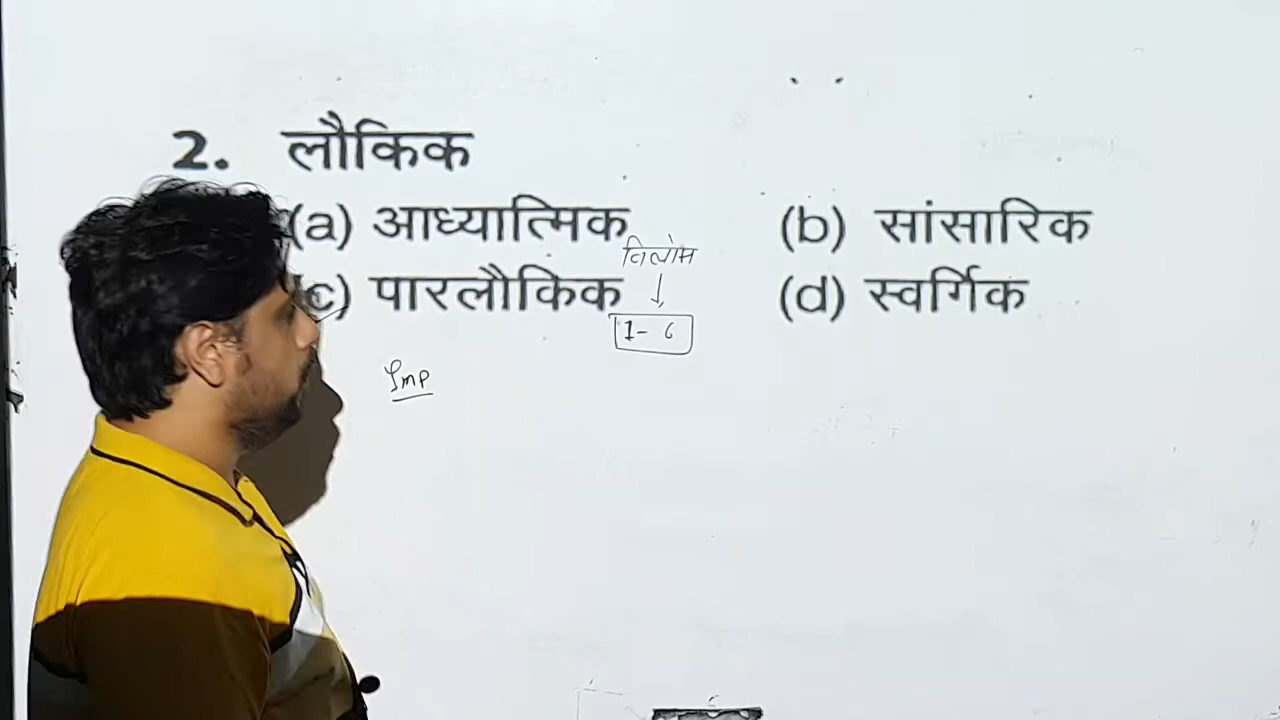 2. लौकिक
(a) आध्यात्मिक (b) सांसारिक
विलोम
(c) पारलौकिक (d) स्वर्गिक
1- 6
Imp